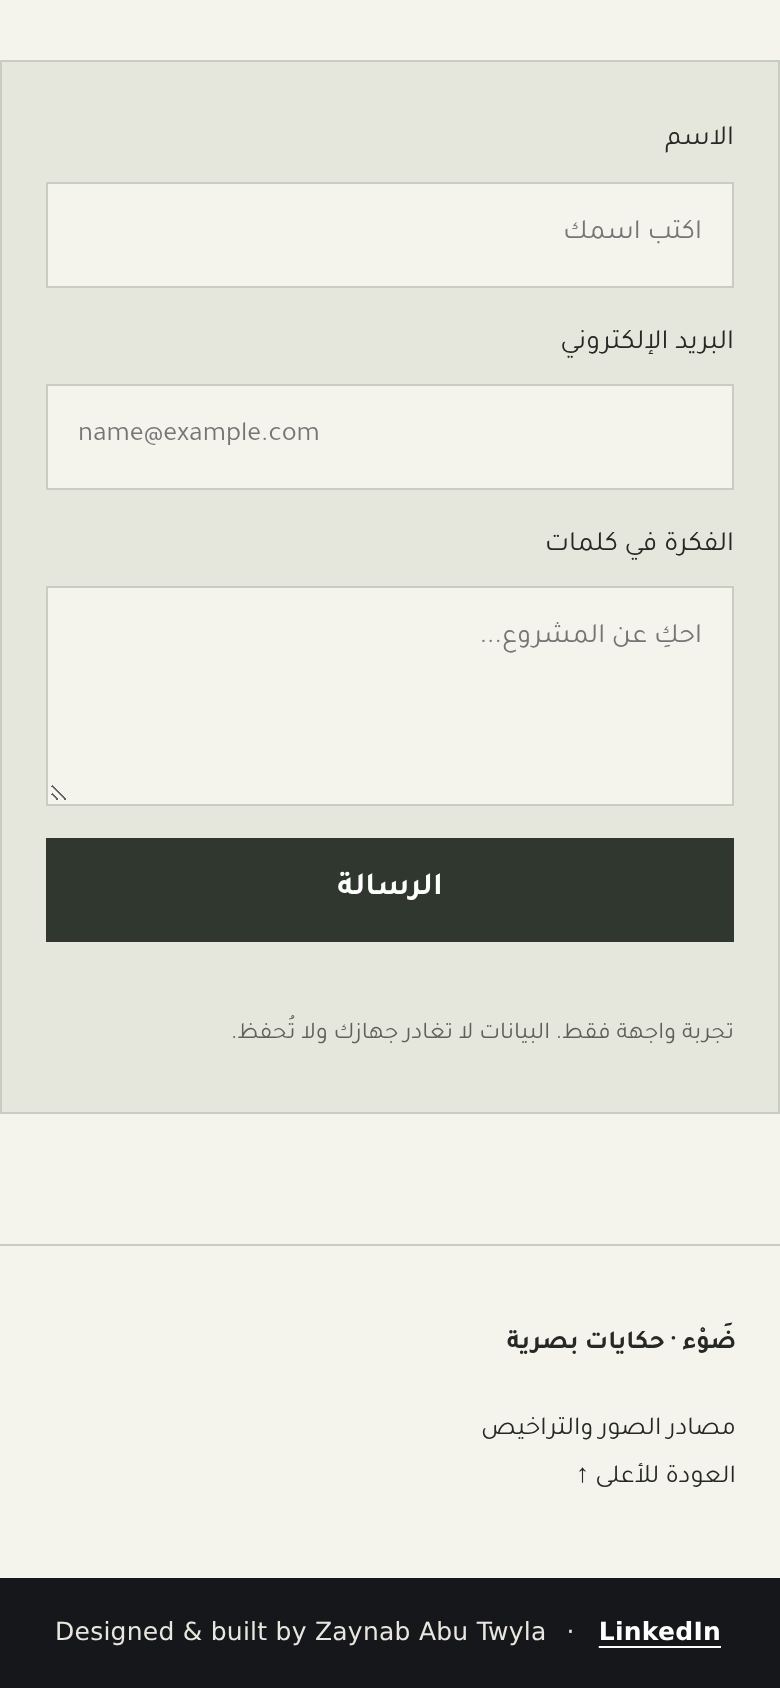 الاسم
اكتب اسمك
البريد الإلكتروني
name@example.com
الفكرة في كلمات
احكِ عن المشروع...
الرسالة
تجربة واجهة فقط. البيانات لا تغادر جهازك ولا تُحفظ.
ضَوْء · حكايات بصرية
مصادر الصور والتراخيص
العودة للأعلى ↑
Designed & built by Zaynab Abu Twyla · LinkedIn